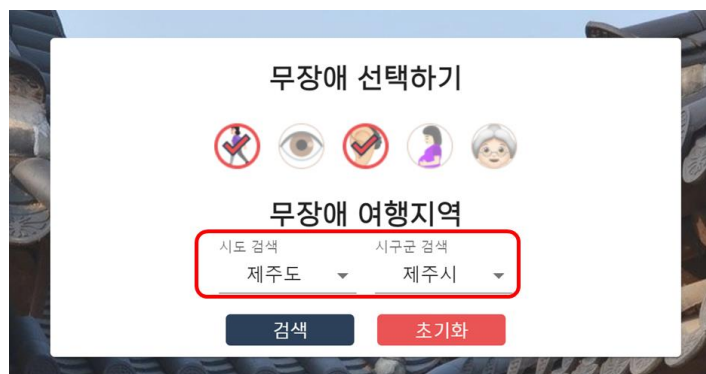 무장애 선택하기
무장애 여행지역
시도 검색 시구군 검색
제주도 제주시
검색 초기화